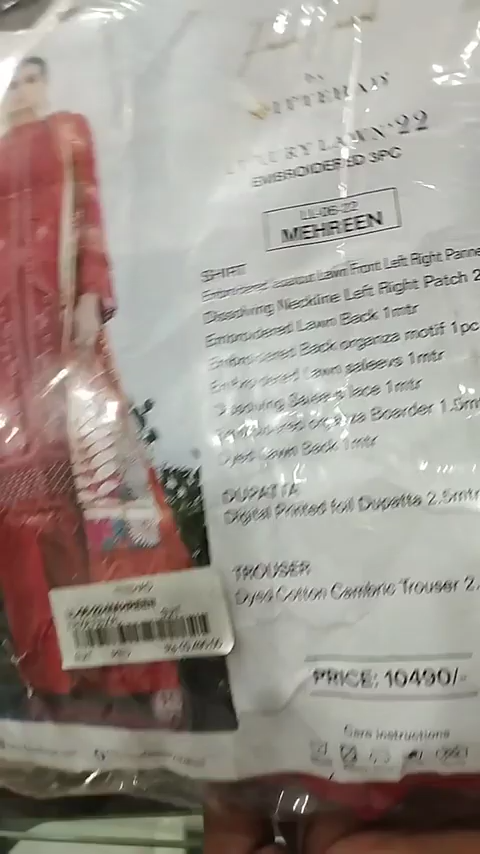 by
LUXURY LAWN'22
EMBROIDERED 3PC
LL-06-22
MEHREEN
SHIRT
Embroidered Lawn Front Left Right Panne
Dissolving Neckline Left Right Patch 2
Embroidered Lawn Back 1mtr
Embroidered Back organza motif 1pc
Embroidered Lawn saleevs 1mtr
Dissolving lace 1mtr
organza Boarder 1.5m
Dyed Lawn Back 1mtr
DUPATTA
Digital Printed foil Dupatta 2.5mtr
TROUSER
Dyed Cotton Cambric Trouser 2.
PRICE: 10490/-
Care instructions